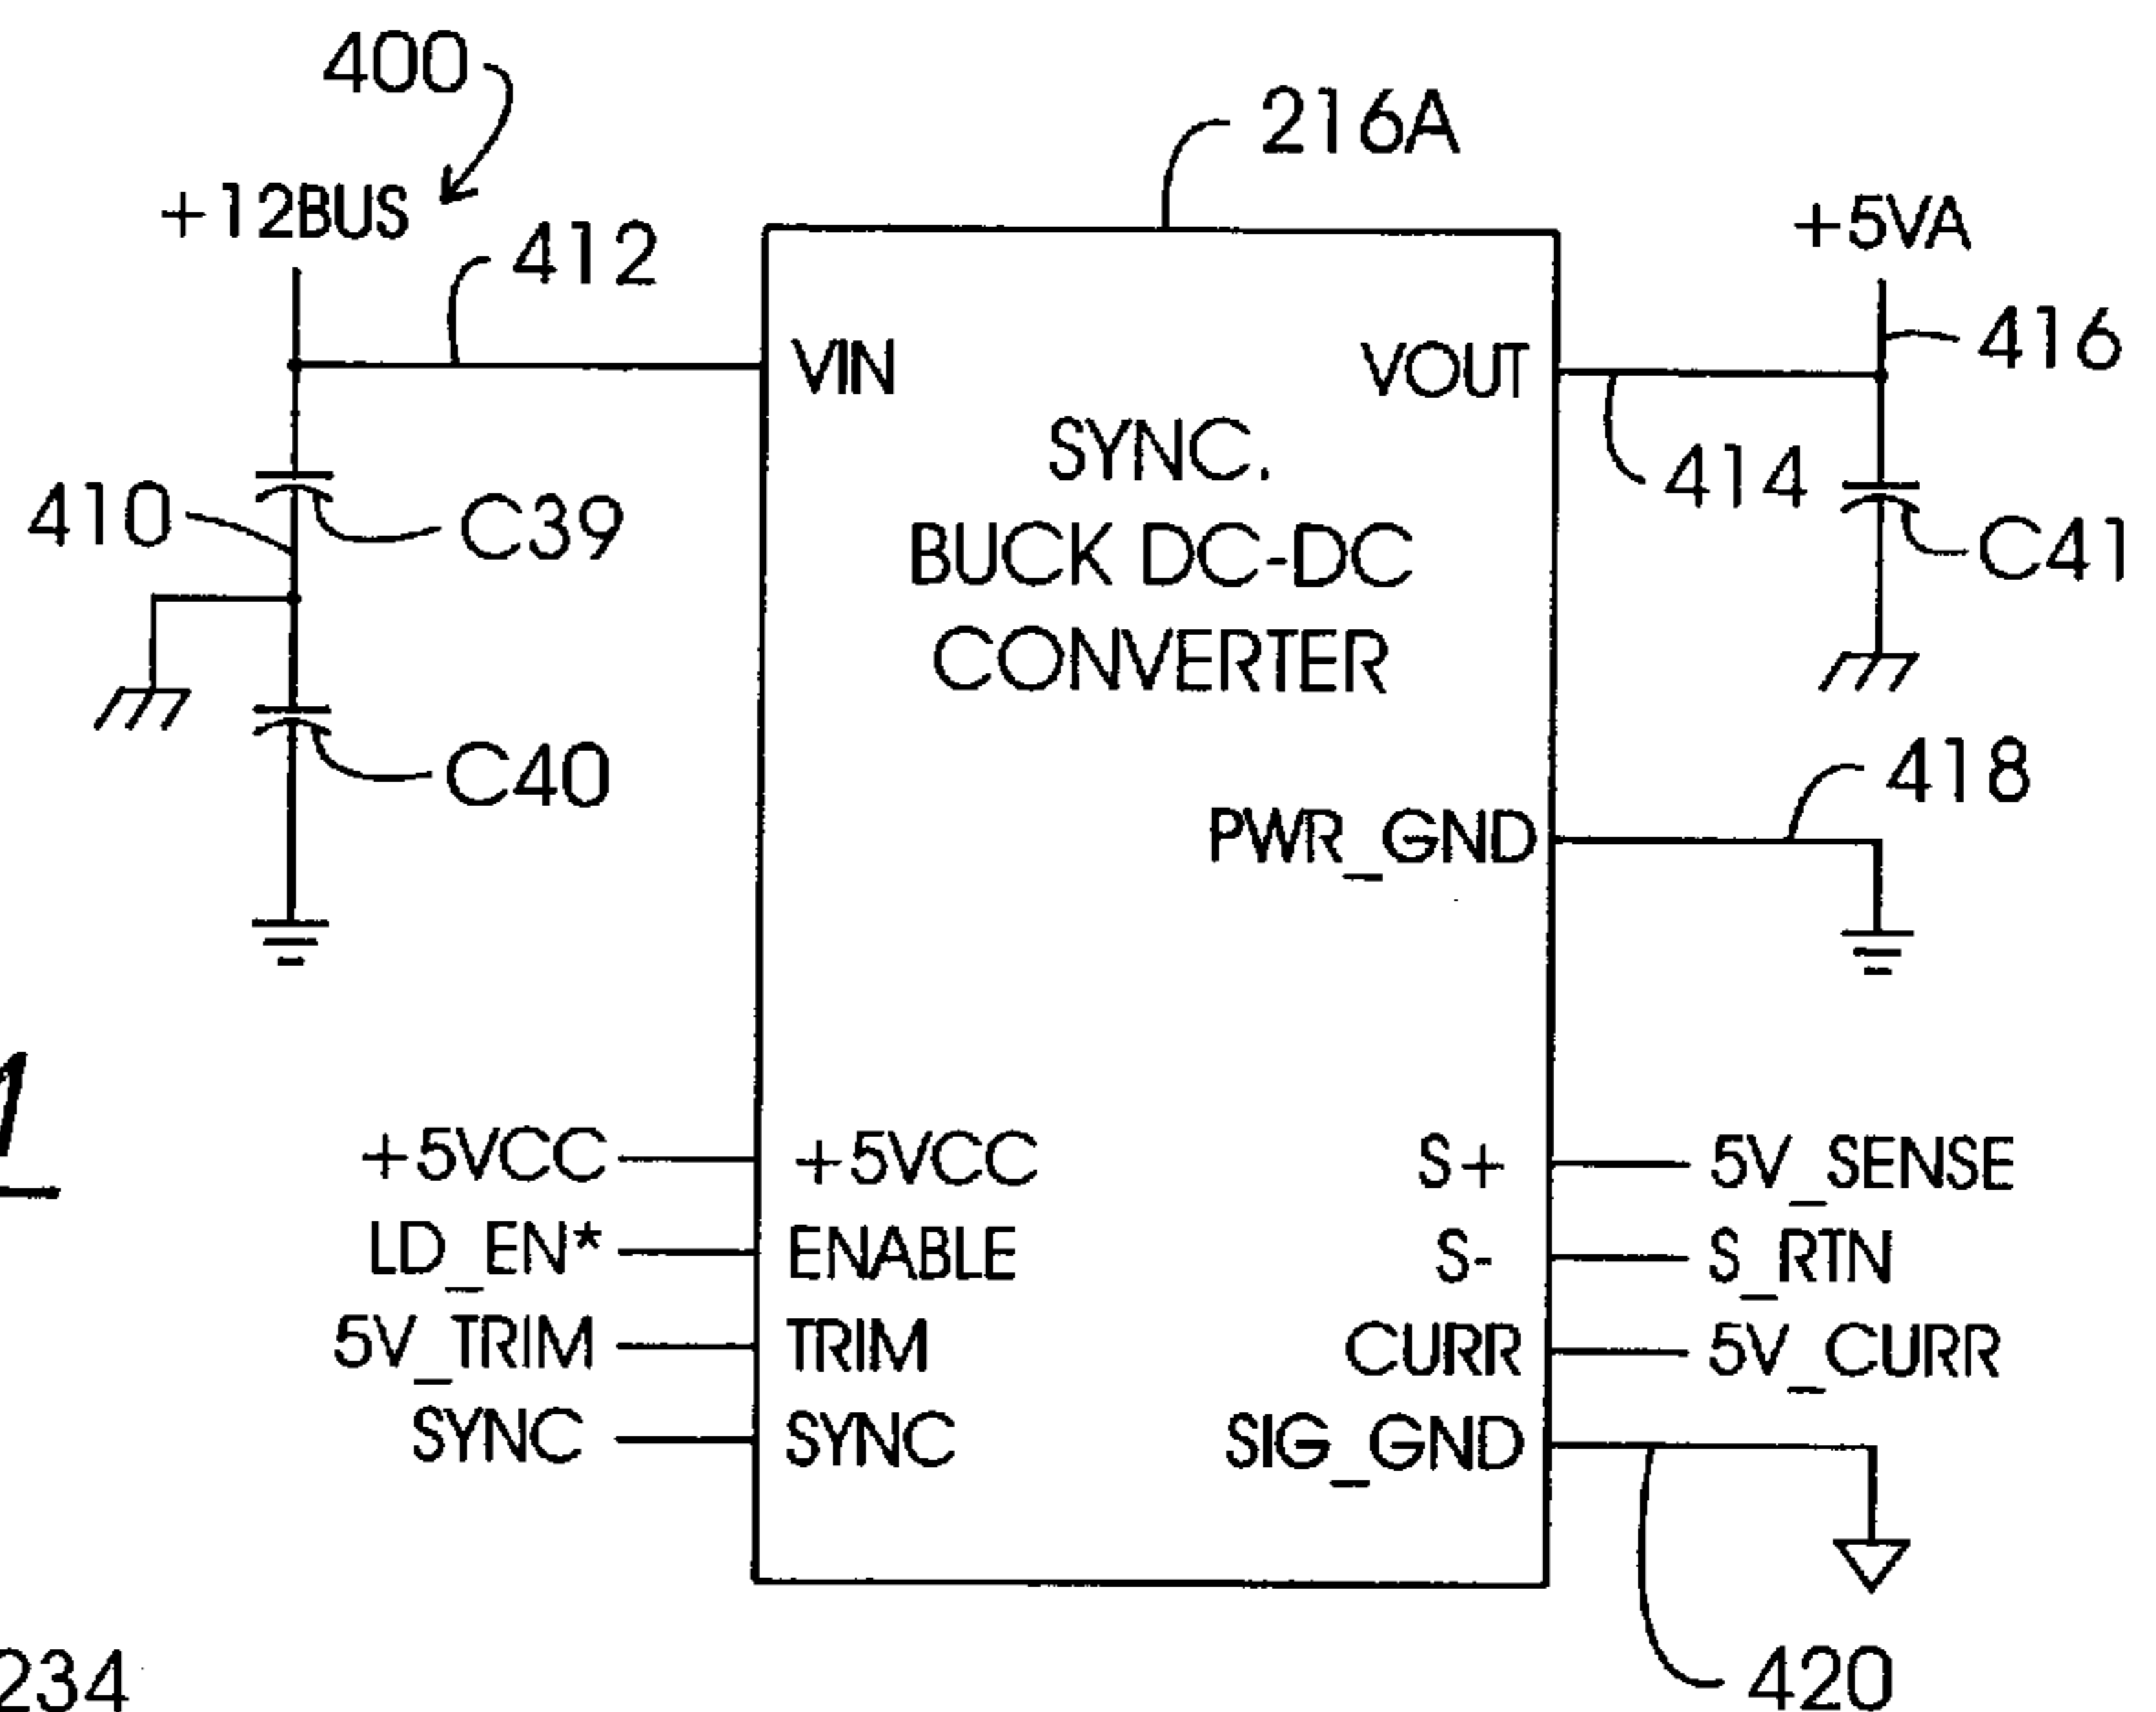 400
216A
+12BUS
+5VA
412
416
VIN
VOUT
SYNC.
414
410
C39
BUCK DC-DC
C41
CONVERTER
C40
418
PWR_GND
1
+5VCC
+5VCC
S+
5V_SENSE
LD_EN*
ENABLE
S-
S_RTN
5V_TRIM
TRIM
CURR
5V_CURR
SYNC
SYNC
SIG_GND
420
234